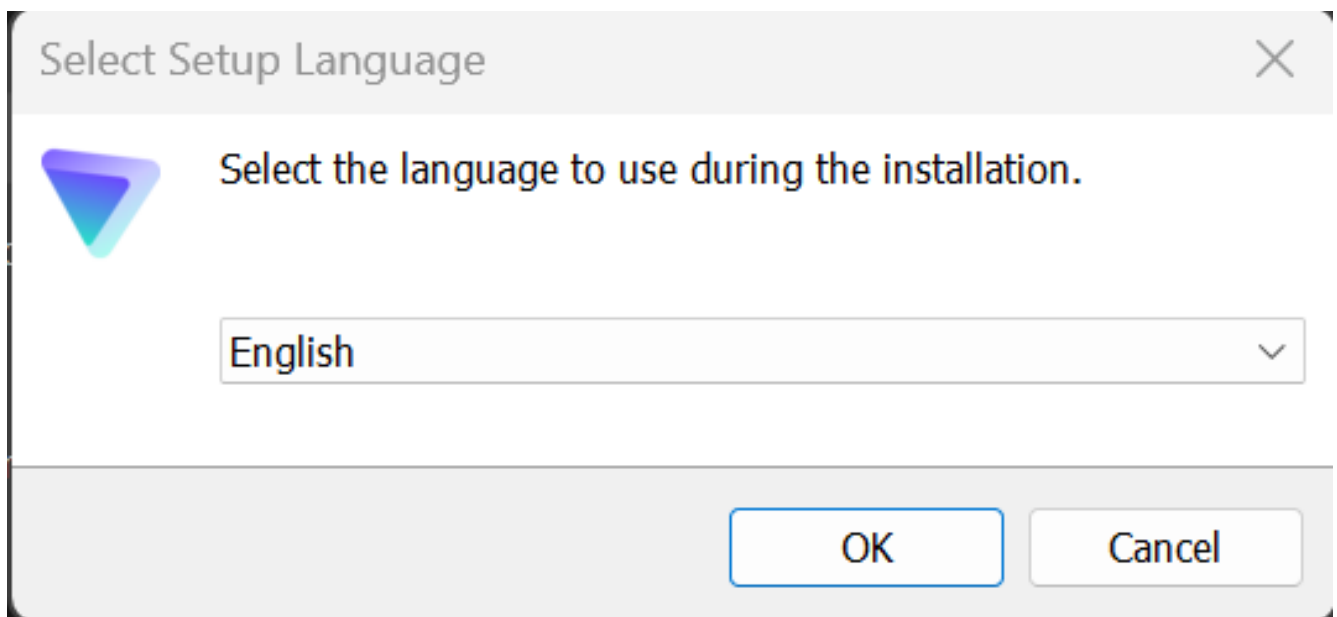 Select Setup Language
Select the language to use during the installation.
English
OK
Cancel